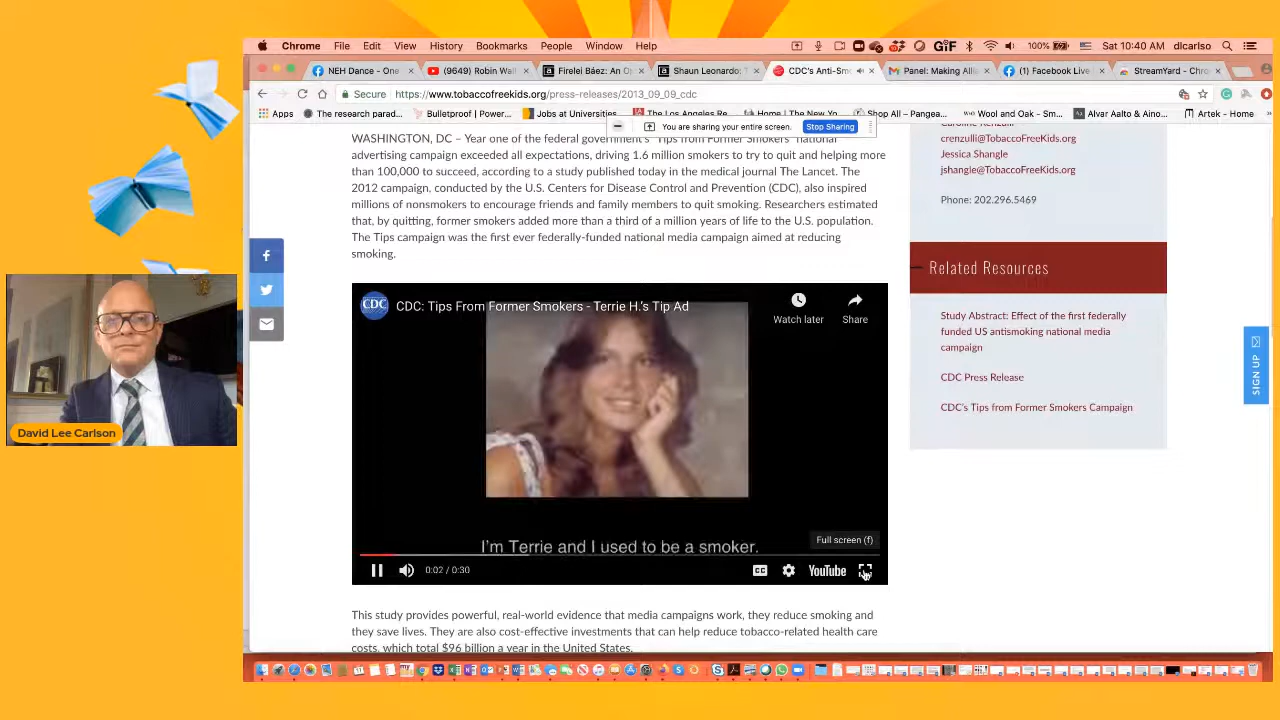 Chrome File Edit View History Bookmarks People Window Help
GIF 100% Sat 10:40 AM dlcarlso
NEH Dance - One
(9649) Robin Wal
Firelei Báez: An O
Shaun Leonardo: T
CDC's Anti-Smo
Panel: Making Alli
(1) Facebook Live
StreamYard - Chro
Secure https://www.tobaccofreekids.org/press-releases/2013_09_09_cdc
Apps The research parad... Bulletproof | Power... Jobs at Universities... Home | The New Yo Shop All – Pangea... Wool and Oak - Sm... Alvar Aalto & Aino... Artek - Home
You are sharing your entire screen. Stop Sharing
WASHINGTON, DC – Year one of the federal government's "Tips from Former Smokers" national
advertising campaign exceeded all expectations, driving 1.6 million smokers to try to quit and helping more
than 100,000 to succeed, according to a study published today in the medical journal The Lancet. The
2012 campaign, conducted by the U.S. Centers for Disease Control and Prevention (CDC), also inspired
millions of nonsmokers to encourage friends and family members to quit smoking. Researchers estimated
that, by quitting, former smokers added more than a third of a million years of life to the U.S. population.
The Tips campaign was the first ever federally-funded national media campaign aimed at reducing
smoking.
crenzulli@TobaccoFreeKids.org
Jessica Shangle
jshangle@TobaccoFreeKids.org
Phone: 202.296.5469
Related Resources
Study Abstract: Effect of the first federally
funded US antismoking national media
campaign
CDC Press Release
CDC's Tips from Former Smokers Campaign
SIGN UP
CDC
CDC: Tips From Former Smokers - Terrie H.'s Tip Ad
Watch later
Share
I'm Terrie and I used to be a smoker.
Full screen (f)
0:02 / 0:30
CC
YouTube
This study provides powerful, real-world evidence that media campaigns work, they reduce smoking and
they save lives. They are also cost-effective investments that can help reduce tobacco-related health care
costs, which total $96 billion a year in the United States.
David Lee Carlson